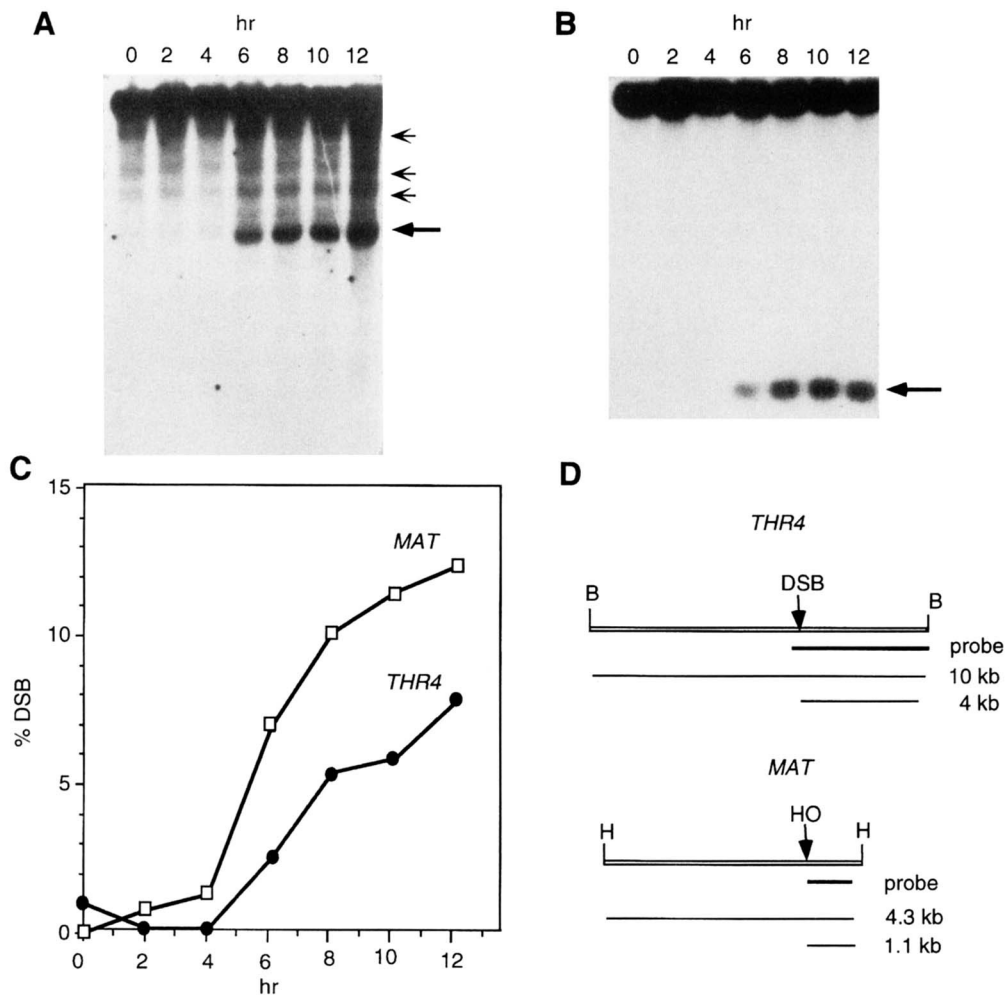 A
hr
0 2 4 6 8 10 12
B
hr
0 2 4 6 8 10 12
C
15
10
5
0
% DSB
MAT
THR4
0 2 4 6 8 10 12
hr
D
THR4
DSB
B
B
probe
10 kb
4 kb
MAT
HO
H
H
probe
4.3 kb
1.1 kb